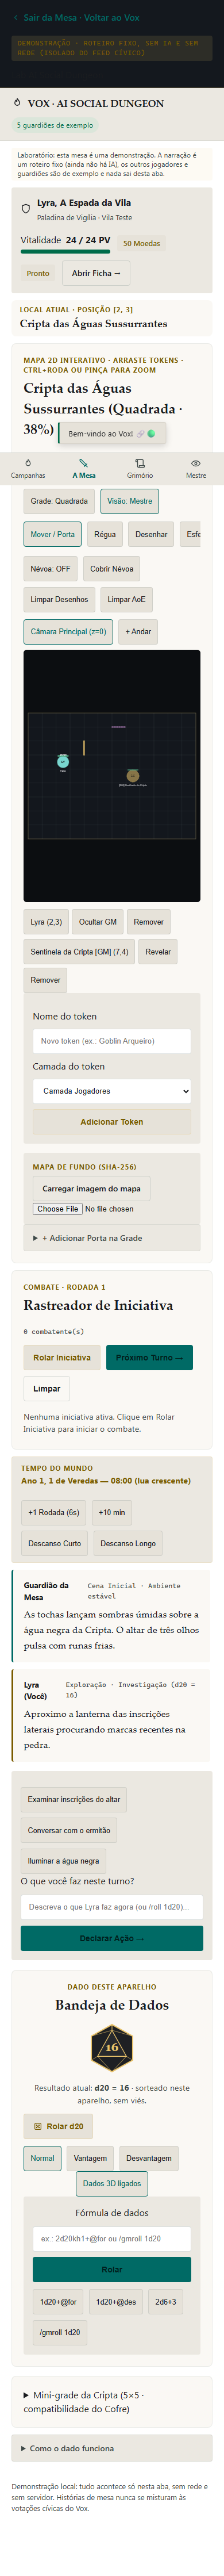 ‹ Sair da Mesa · Voltar ao Vox
DEMONSTRAÇÃO · ROTEIRO FIXO, SEM IA E SEM
REDE (ISOLADO DO FEED CÍVICO)
VOX · AI SOCIAL DUNGEON
5 guardiões de exemplo
Laboratório: esta mesa é uma demonstração. A narração é
um roteiro fixo (ainda não há IA), os outros jogadores e
guardiões são de exemplo e nada sai desta aba.
Lyra, A Espada da Vila
Paladina de Vigília · Vila Teste
Vitalidade 24 / 24 PV
50 Moedas
Pronto
Abrir Ficha →
LOCAL ATUAL · POSIÇÃO [2, 3]
Cripta das Águas Sussurrantes
MAPA 2D INTERATIVO · ARRASTE TOKENS ·
CTRL+RODA OU PINÇA PARA ZOOM
Cripta das Águas
Sussurrantes (Quadrada ·
38%)
Bem-vindo ao Vox!
Campanhas
A Mesa
Grimório
Mestre
Grade: Quadrada
Visão: Mestre
Mover / Porta
Régua
Desenhar
Esfe
Névoa: OFF
Cobrir Névoa
Limpar Desenhos
Limpar AoE
Câmara Principal (z=0)
+ Andar
Lyra (2,3)
Ocultar GM
Remover
Sentinela da Cripta [GM] (7,4)
Revelar
Remover
Nome do token
Novo token (ex.: Goblin Arqueiro)
Camada do token
Camada Jogadores
Adicionar Token
MAPA DE FUNDO (SHA-256)
Carregar imagem do mapa
Choose File No file chosen
▶ + Adicionar Porta na Grade
COMBATE · RODADA 1
Rastreador de Iniciativa
0 combatente(s)
Rolar Iniciativa
Próximo Turno →
Limpar
Nenhuma iniciativa ativa. Clique em Rolar
Iniciativa para iniciar o combate.
TEMPO DO MUNDO
Ano 1, 1 de Veredas — 08:00 (lua crescente)
+1 Rodada (6s)
+10 min
Descanso Curto
Descanso Longo
Guardião da Mesa
Cena Inicial · Ambiente estável
As tochas lançam sombras úmidas sobre a
água negra da Cripta. O altar de três olhos
pulsa com runas frias.
Lyra (Você)
Exploração · Investigação (d20 = 16)
Aproximo a lanterna das inscrições
laterais procurando marcas recentes na
pedra.
Examinar inscrições do altar
Conversar com o ermitão
Iluminar a água negra
O que você faz neste turno?
Descreva o que Lyra faz agora (ou /roll 1d20)...
Declarar Ação →
DADO DESTE APARELHO
Bandeja de Dados
16
Resultado atual: d20 = 16 · sorteado neste
aparelho, sem viés.
Rolar d20
Normal
Vantagem
Desvantagem
Dados 3D ligados
Fórmula de dados
ex.: 2d20kh1+@for ou /gmroll 1d20
Rolar
1d20+@for
1d20+@des
2d6+3
/gmroll 1d20
▶ Mini-grade da Cripta (5×5 ·
compatibilidade do Cofre)
▶ Como o dado funciona
Demonstração local: tudo acontece só nesta aba, sem rede e
sem servidor. Histórias de mesa nunca se misturam às
votações cívicas do Vox.